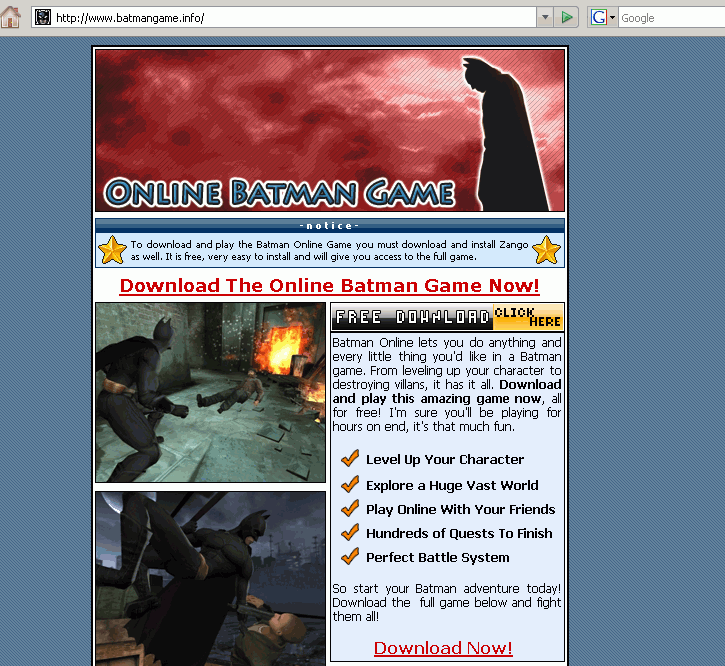 http://www.batmangame.info/
G
Google
Online Batman Game
-notice-
To download and play the Batman Online Game you must download and install Zango
as well. It is free, very easy to install and will give you access to the full game.
Download The Online Batman Game Now!
FREE DOWNLOAD CLICK HERE
Batman Online lets you do anything and
every little thing you'd like in a Batman
game. From leveling up your character to
destroying villans, it has it all. Download
and play this amazing game now, all
for free! I'm sure you'll be playing for
hours on end, it's that much fun.
Level Up Your Character
Explore a Huge Vast World
Play Online With Your Friends
Hundreds of Quests To Finish
Perfect Battle System
So start your Batman adventure today!
Download the full game below and fight
them all!
Download Now!